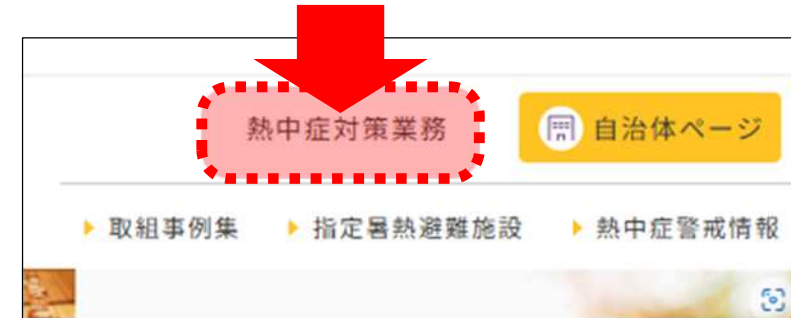 熱中症対策業務
自治体ページ
取組事例集
指定暑熱避難施設
熱中症警戒情報